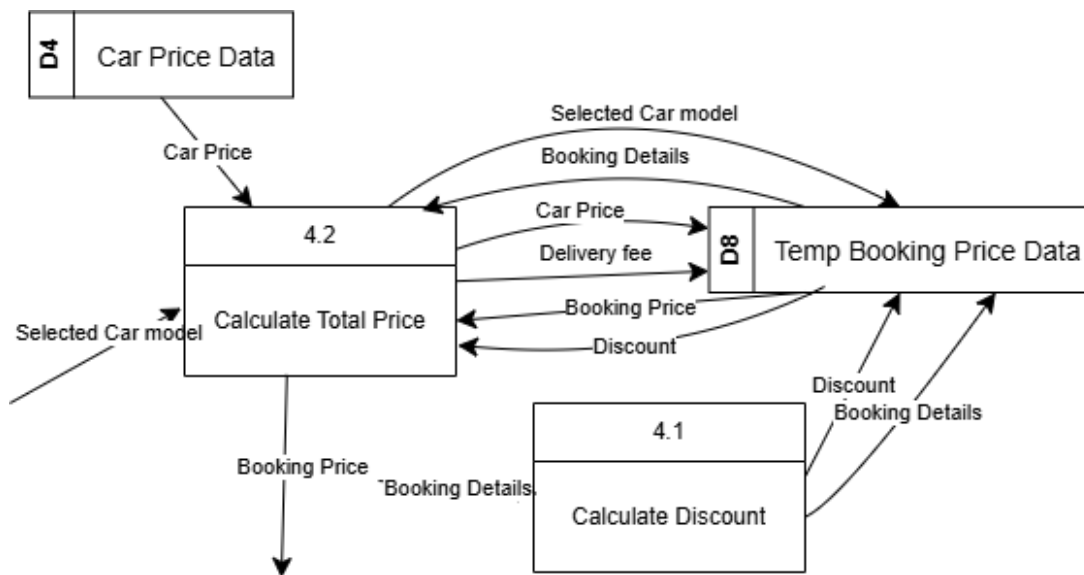 D4
Car Price Data
Car Price
Selected Car model
Booking Details
Car Price
Delivery fee
4.2
Calculate Total Price
D8
Temp Booking Price Data
Selected Car model
Booking Price
Discount
Discount
Booking Details
4.1
Calculate Discount
Booking Price
Booking Details